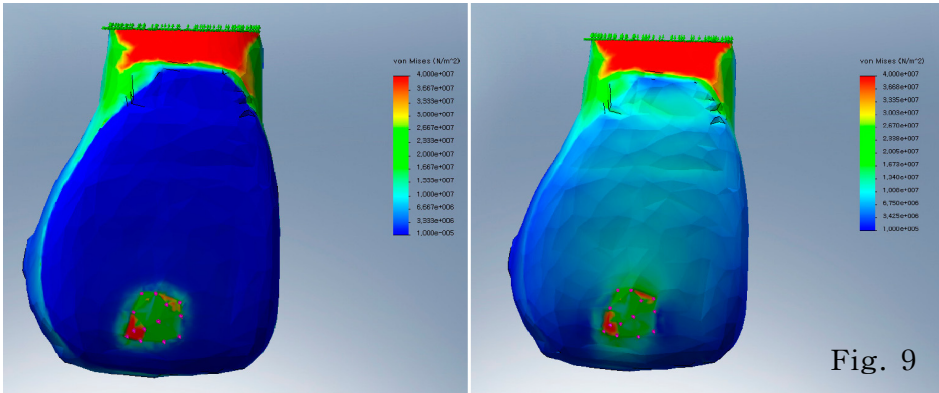 von Mises (N/m^2)
4,000e+007
3,667e+007
3,333e+007
3,000e+007
2,667e+007
2,333e+007
2,000e+007
1,667e+007
1,333e+007
1,000e+007
6,667e+006
3,333e+006
1,000e-005
von Mises (N/m^2)
4,000e+007
3,668e+007
3,335e+007
3,003e+007
2,670e+007
2,338e+007
2,005e+007
1,673e+007
1,340e+007
1,008e+007
6,750e+006
3,425e+006
1,000e+005
Fig. 9